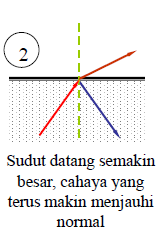 2
Sudut datang semakin
besar, cahaya yang
terus makin menjauhi
normal